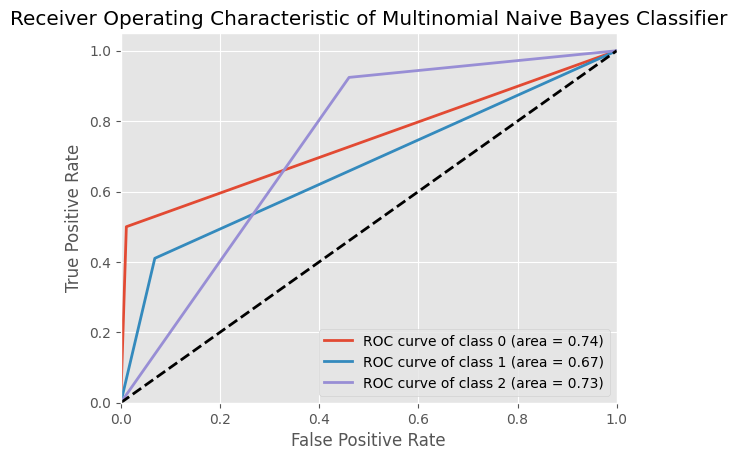 Receiver Operating Characteristic of Multinomial Naive Bayes Classifier
1.0
0.8
0.6
0.4
0.2
0.0
True Positive Rate
ROC curve of class 0 (area = 0.74)
ROC curve of class 1 (area = 0.67)
ROC curve of class 2 (area = 0.73)
0.0 0.2 0.4 0.6 0.8 1.0
False Positive Rate